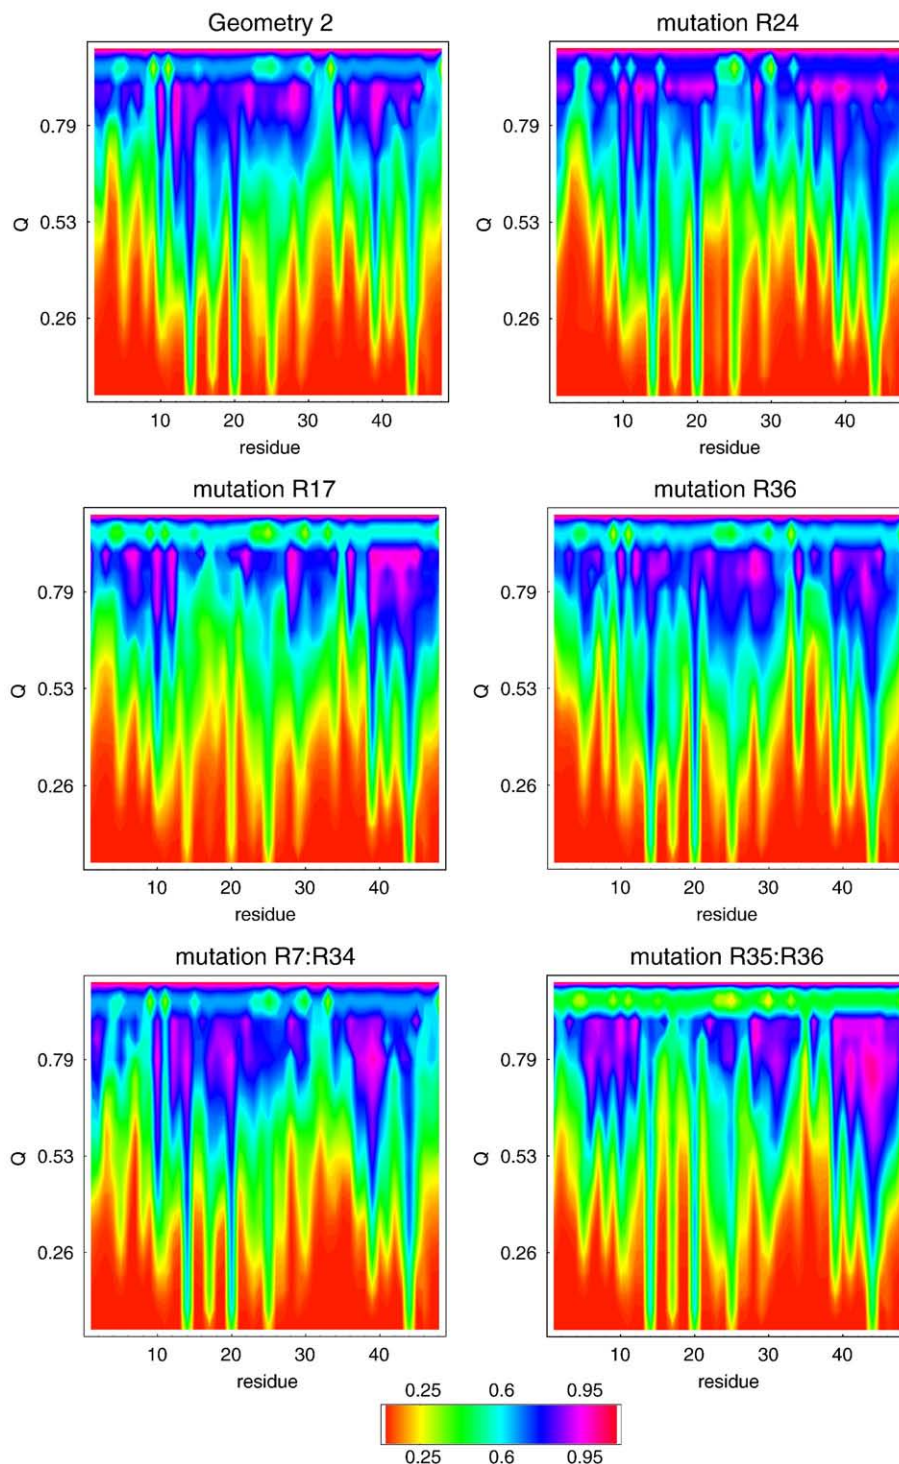 Geometry 2
mutation R24
0.79
0.53
0.26
Q
10 20 30 40
residue
0.79
0.53
0.26
Q
10 20 30 40
residue
mutation R17
mutation R36
0.79
0.53
0.26
Q
10 20 30 40
residue
0.79
0.53
0.26
Q
10 20 30 40
residue
mutation R7:R34
mutation R35:R36
0.79
0.53
0.26
Q
10 20 30 40
residue
0.79
0.53
0.26
Q
10 20 30 40
residue
0.25 0.6 0.95
0.25 0.6 0.95